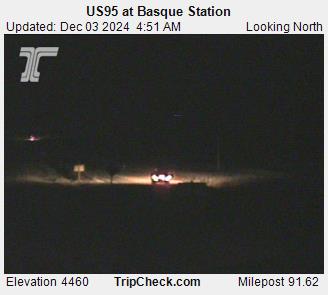 US95 at Basque Station
Updated: Dec 03 2024 4:51 AM Looking North
Elevation 4460 TripCheck.com Milepost 91.62